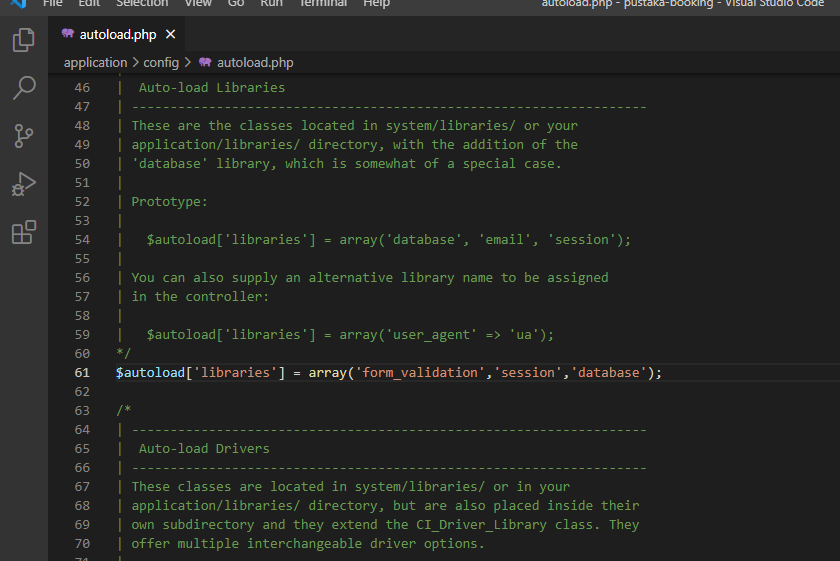 File Edit Selection View Go Run Terminal Help autoload.php - pustaka-booking - Visual Studio Code
autoload.php ×
application > config > autoload.php
46 | Auto-load Libraries
47 | -------------------------------------------------------------------
48 | These are the classes located in system/libraries/ or your
49 | application/libraries/ directory, with the addition of the
50 | 'database' library, which is somewhat of a special case.
51 |
52 | Prototype:
53 |
54 | $autoload['libraries'] = array('database', 'email', 'session');
55 |
56 | You can also supply an alternative library name to be assigned
57 | in the controller:
58 |
59 | $autoload['libraries'] = array('user_agent' => 'ua');
60 */
61 $autoload['libraries'] = array('form_validation','session','database');
62
63 /*
64 | -------------------------------------------------------------------
65 | Auto-load Drivers
66 | -------------------------------------------------------------------
67 | These classes are located in system/libraries/ or in your
68 | application/libraries/ directory, but are also placed inside their
69 | own subdirectory and they extend the CI_Driver_Library class. They
70 | offer multiple interchangeable driver options.
71 |